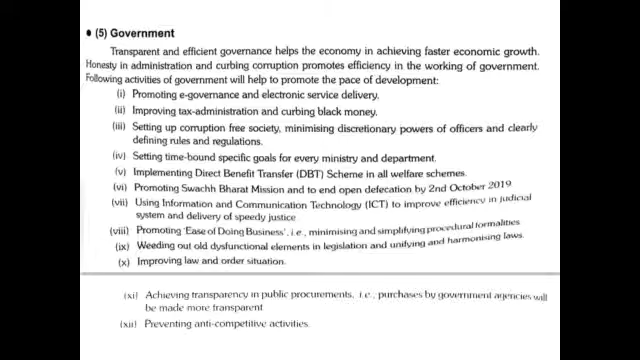 • (5) Government
Transparent and efficient governance helps the economy in achieving faster economic growth.
Honesty in administration and curbing corruption promotes efficiency in the working of government.
Following activities of government will help to promote the pace of development:
(i) Promoting e-governance and electronic service delivery.
(ii) Improving tax-administration and curbing black money.
(iii) Setting up corruption free society, minimising discretionary powers of officers and clearly
defining rules and regulations.
(iv) Setting time-bound specific goals for every ministry and department.
(v) Implementing Direct Benefit Transfer (DBT) Scheme in all welfare schemes.
(vi) Promoting Swachh Bharat Mission and to end open defecation by 2nd October 2019
(vii) Using Information and Communication Technology (ICT) to improve efficiency in judicial
system and delivery of speedy justice
(viii) Promoting 'Ease of Doing Business', i.e., minimising and simplifying procedural formalities
(ix) Weeding out old dysfunctional elements in legislation and unifying and harmonising laws.
(x) Improving law and order situation.
(xi) Achieving transparency in public procurements, i.e., purchases by government agencies will
be made more transparent
(xii) Preventing anti-competitive activities.